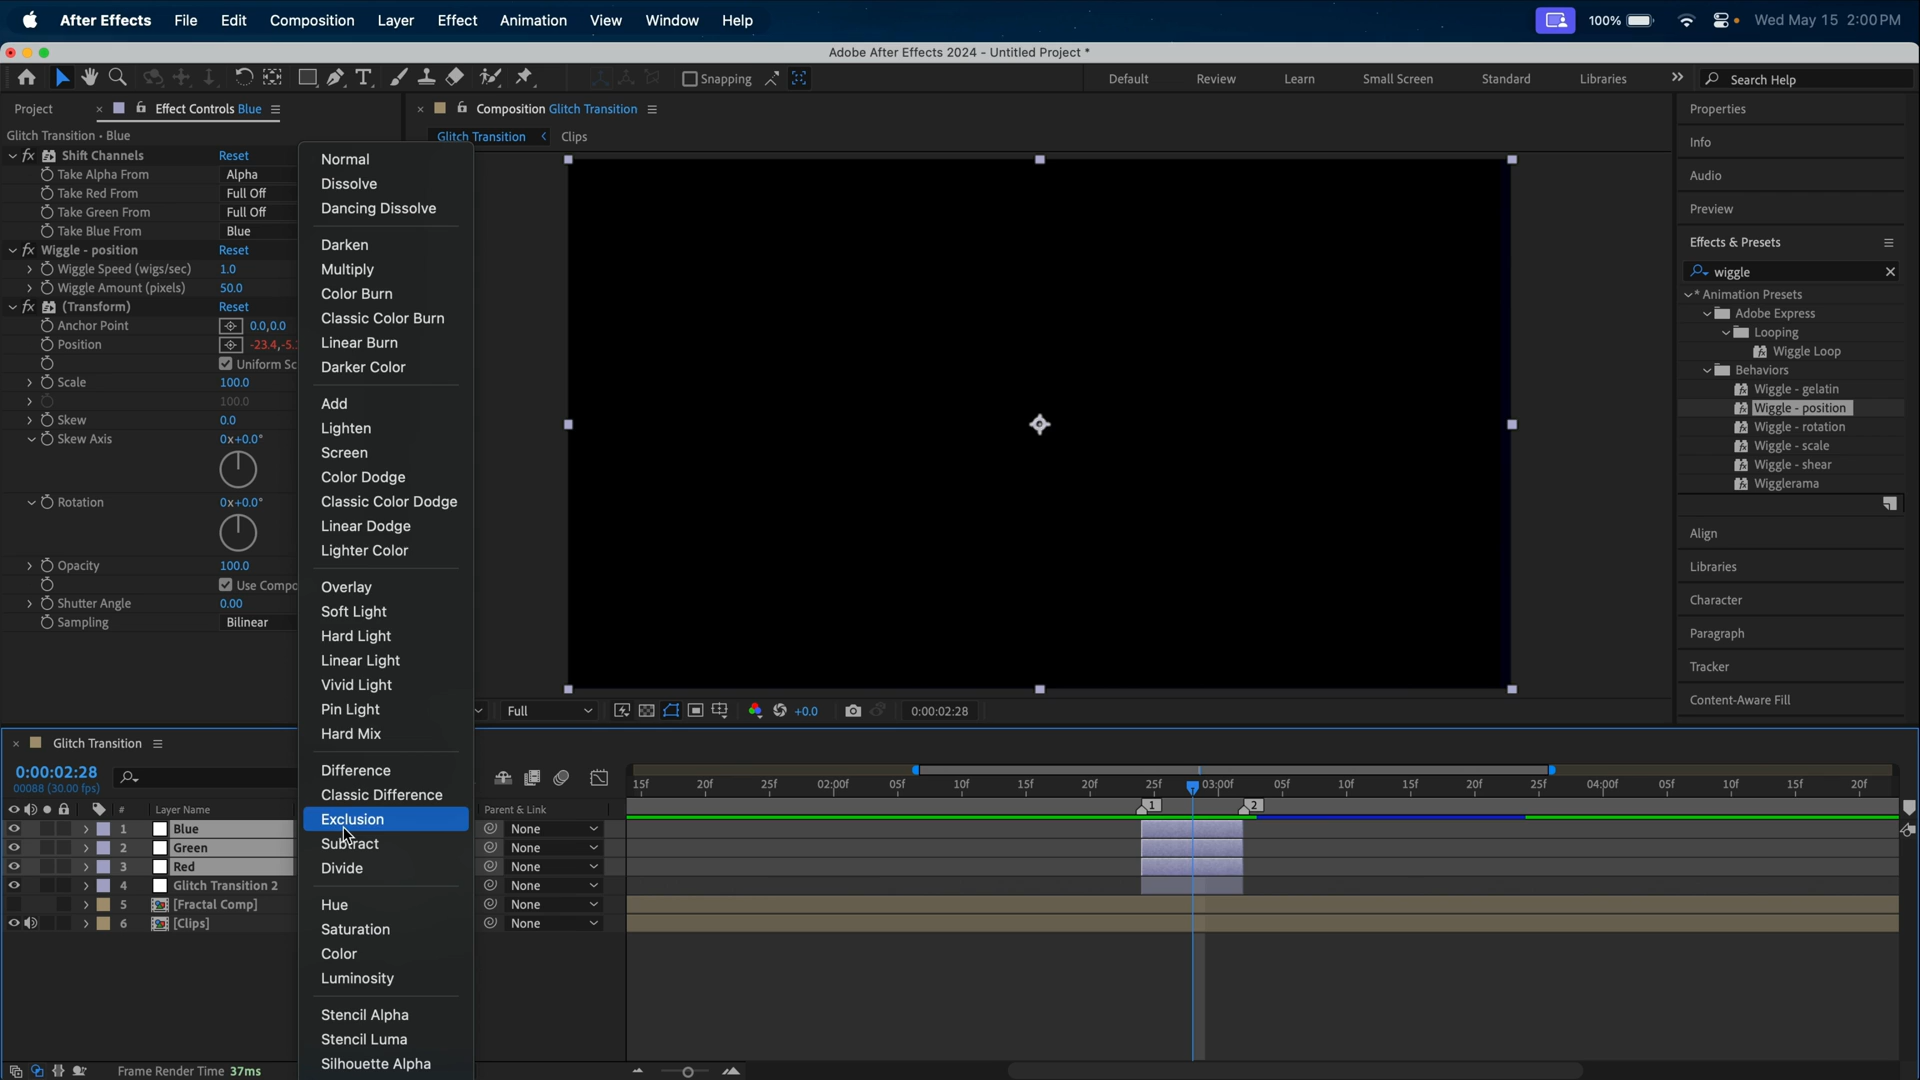 After Effects File Edit Composition Layer Effect Animation View Window Help 100% Wed May 15 2:00 PM
Adobe After Effects 2024 - Untitled Project *
Snapping Default Review Learn Small Screen Standard Libraries Search Help
Project Effect Controls Blue Composition Glitch Transition Properties
Glitch Transition • Blue
Glitch Transition Clips
Shift Channels Reset
Take Alpha From Alpha
Take Red From Full Off
Take Green From Full Off
Take Blue From Blue
Wiggle - position Reset
Wiggle Speed (wigs/sec) 1.0
Wiggle Amount (pixels) 50.0
(Transform) Reset
Anchor Point 0.0,0.0
Position -23.4,-5.
Uniform Sc
Scale 100.0
100.0
Skew 0.0
Skew Axis 0x+0.0°
Rotation 0x+0.0°
Opacity 100.0
Use Compo
Shutter Angle 0.00
Sampling Bilinear
Normal
Dissolve
Dancing Dissolve
Darken
Multiply
Color Burn
Classic Color Burn
Linear Burn
Darker Color
Add
Lighten
Screen
Color Dodge
Classic Color Dodge
Linear Dodge
Lighter Color
Overlay
Soft Light
Hard Light
Linear Light
Vivid Light
Pin Light
Hard Mix
Difference
Classic Difference
Exclusion
Subtract
Divide
Hue
Saturation
Color
Luminosity
Stencil Alpha
Stencil Luma
Silhouette Alpha
Info
Audio
Preview
Effects & Presets
wiggle
* Animation Presets
Adobe Express
Looping
Wiggle Loop
Behaviors
Wiggle - gelatin
Wiggle - position
Wiggle - rotation
Wiggle - scale
Wiggle - shear
Wigglerama
Align
Libraries
Character
Paragraph
Tracker
Content-Aware Fill
Full +0.0 0:00:02:28
Glitch Transition
0:00:02:28
00088 (30.00 fps)
15f 20f 25f 02:00f 05f 10f 15f 20f 25f 03:00f 05f 10f 15f 20f 25f 04:00f 05f 10f 15f 20f
# Layer Name Parent & Link 1 2
1 Blue None
2 Green None
3 Red None
4 Glitch Transition 2 None
5 [Fractal Comp] None
6 [Clips] None
Frame Render Time 37ms